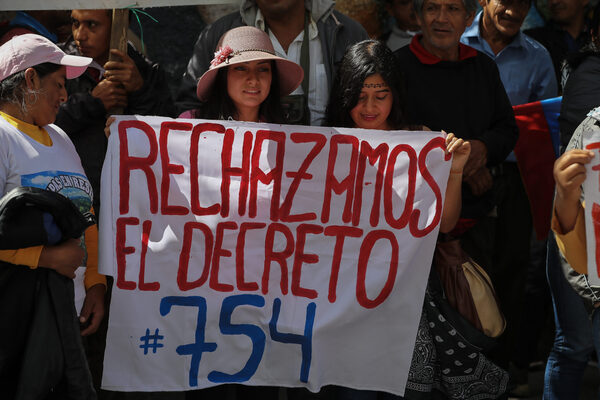 RECHAZAMOS
EL DECRETO
#754